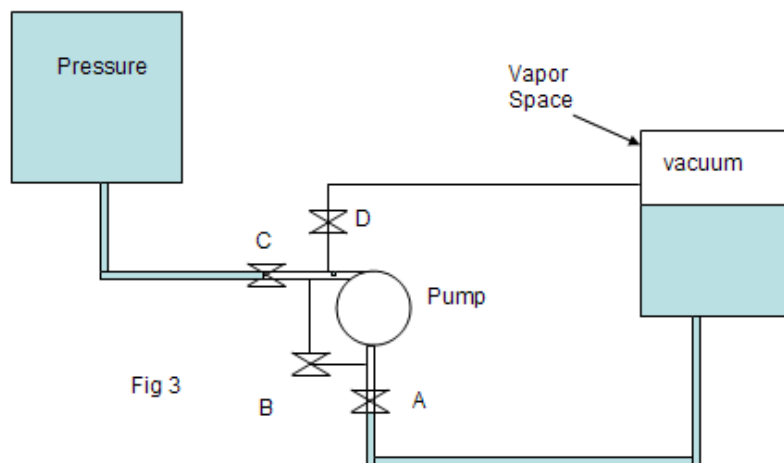 Pressure
Vapor
Space
vacuum
D
C
Pump
Fig 3
B
A